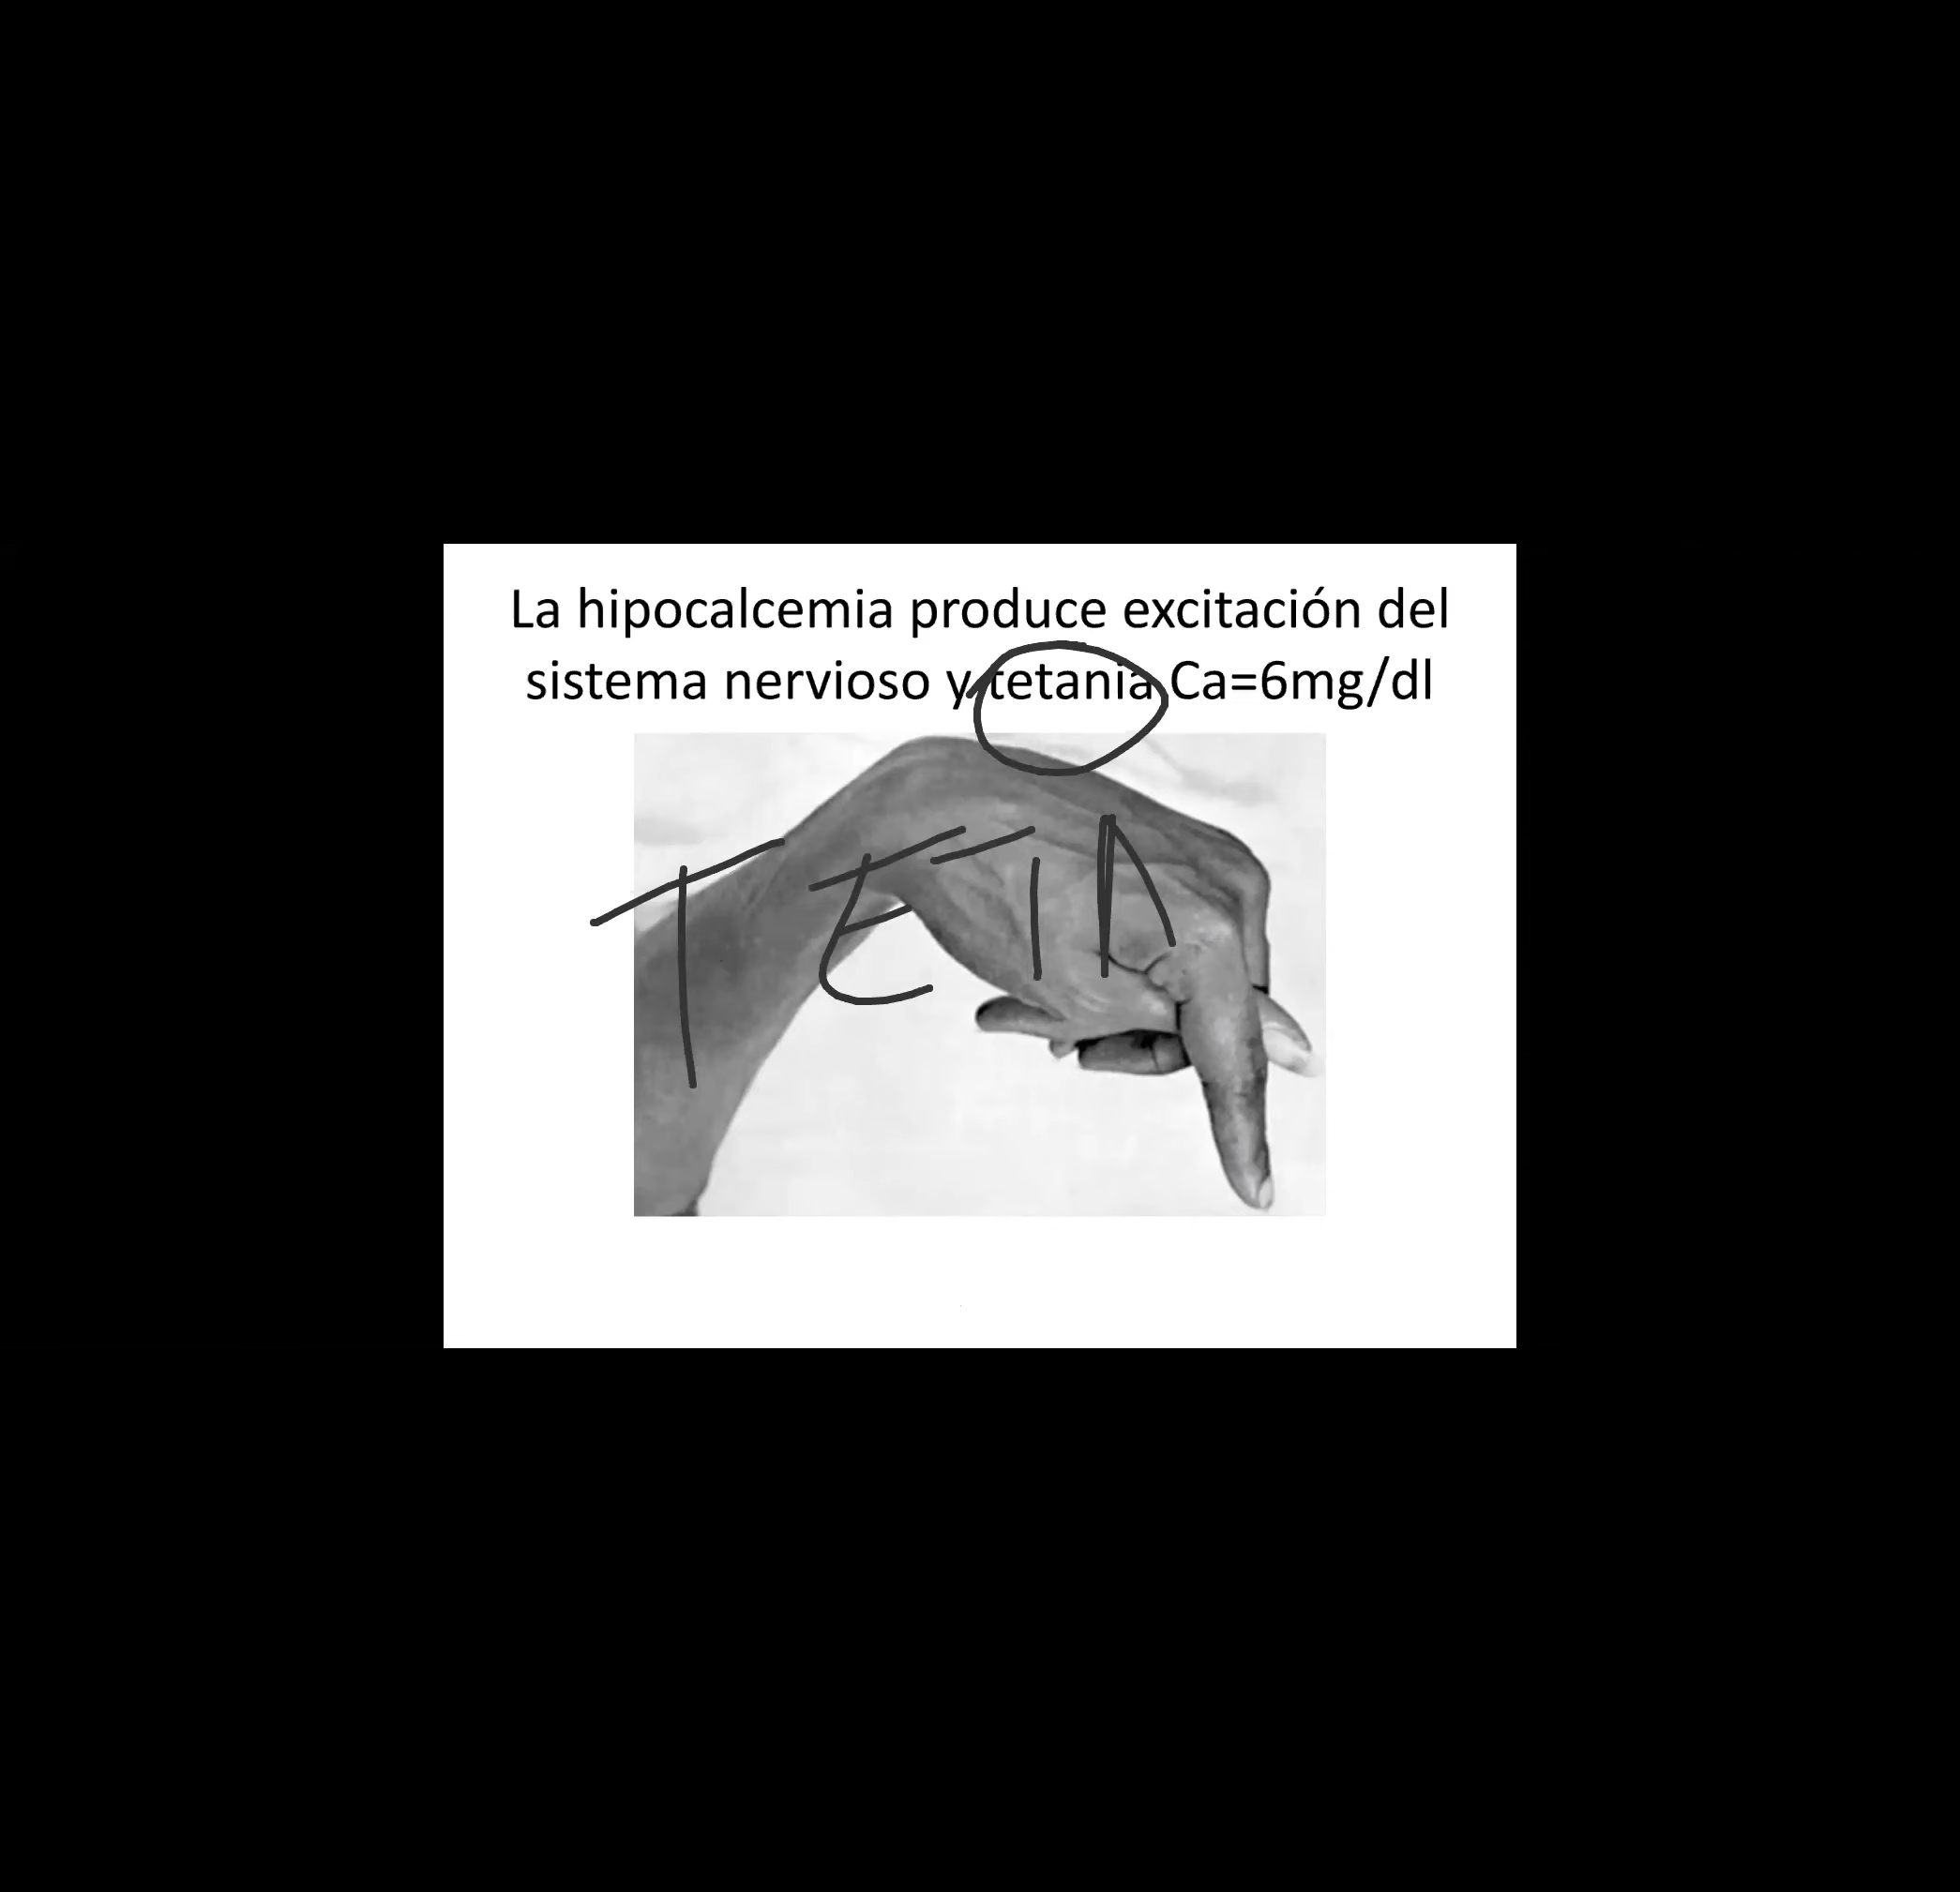 La hipocalcemia produce excitación del
sistema nervioso y tetania Ca=6mg/dl
TETA